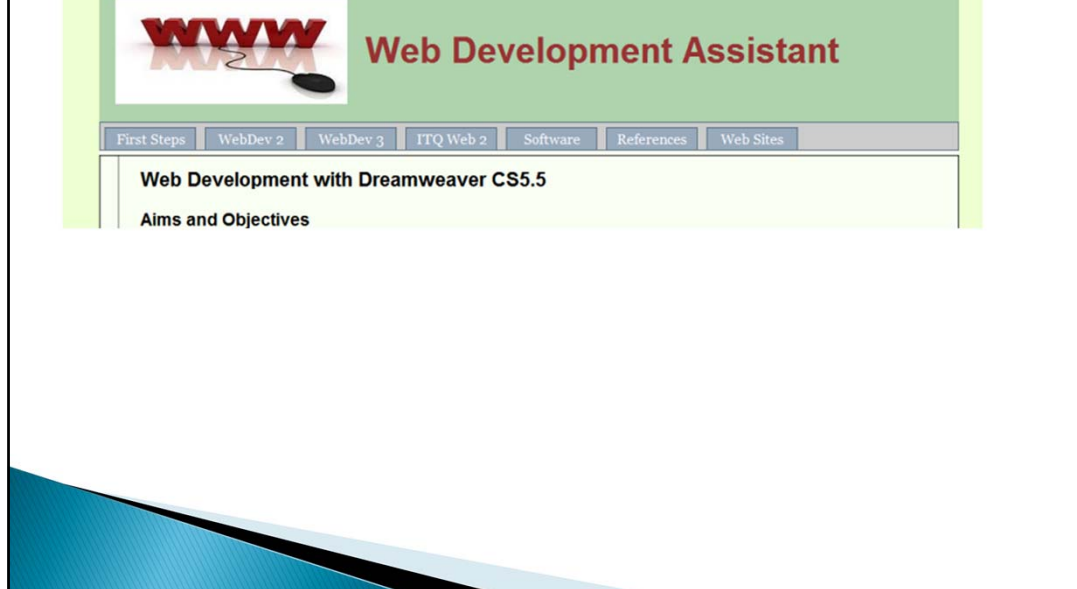 WWW
Web Development Assistant
First Steps WebDev 2 WebDev 3 ITQ Web 2 Software References Web Sites
Web Development with Dreamweaver CS5.5
Aims and Objectives